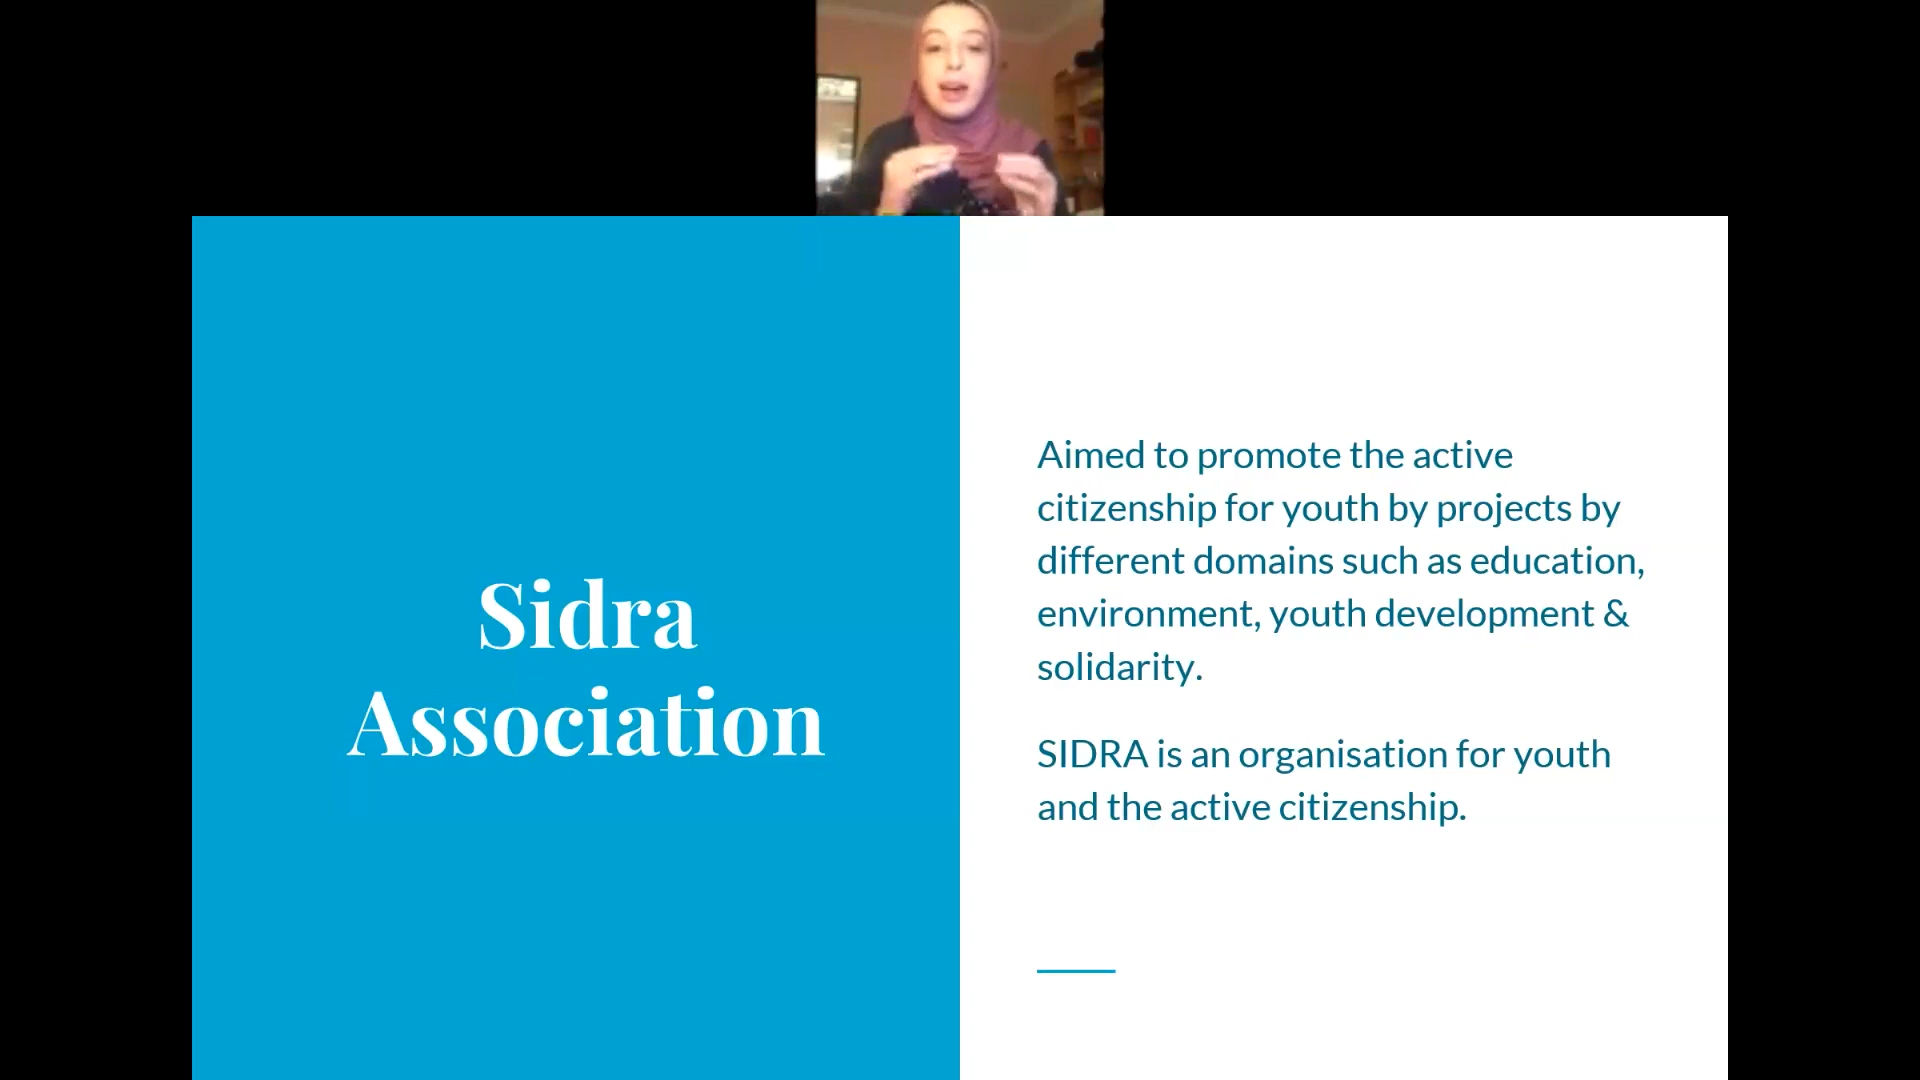 Sidra
Association
Aimed to promote the active
citizenship for youth by projects by
different domains such as education,
environment, youth development &
solidarity.
SIDRA is an organisation for youth
and the active citizenship.